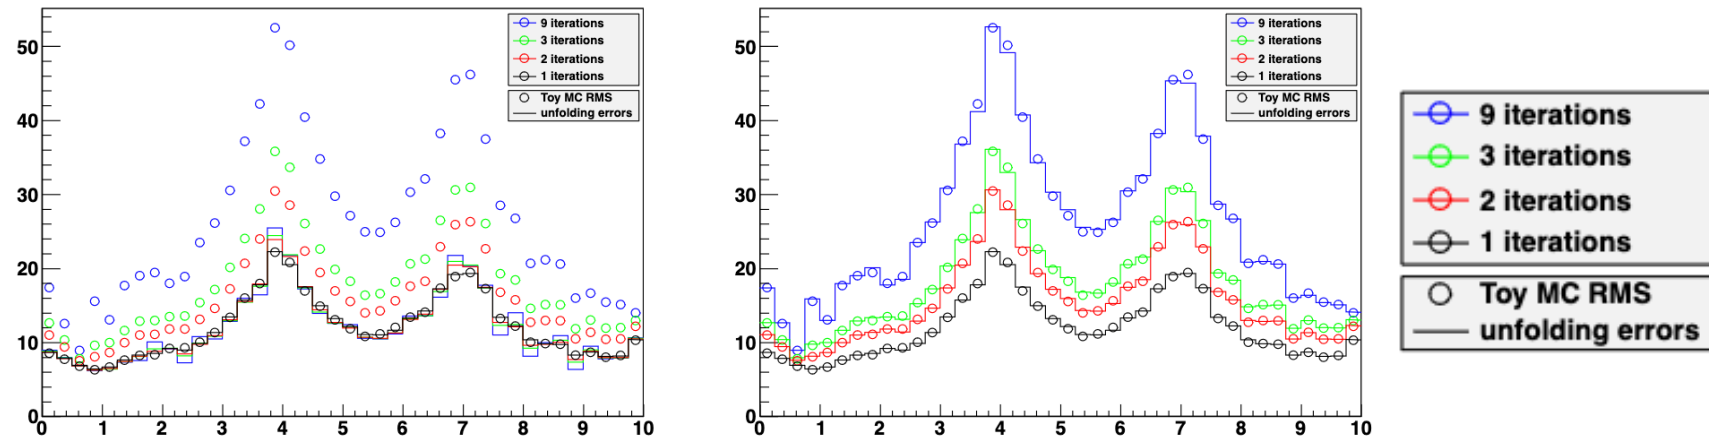 50
40
30
20
10
0
0 1 2 3 4 5 6 7 8 9 10
9 iterations
3 iterations
2 iterations
1 iterations
Toy MC RMS
unfolding errors
50
40
30
20
10
0
0 1 2 3 4 5 6 7 8 9 10
9 iterations
3 iterations
2 iterations
1 iterations
Toy MC RMS
unfolding errors
9 iterations
3 iterations
2 iterations
1 iterations
Toy MC RMS
unfolding errors